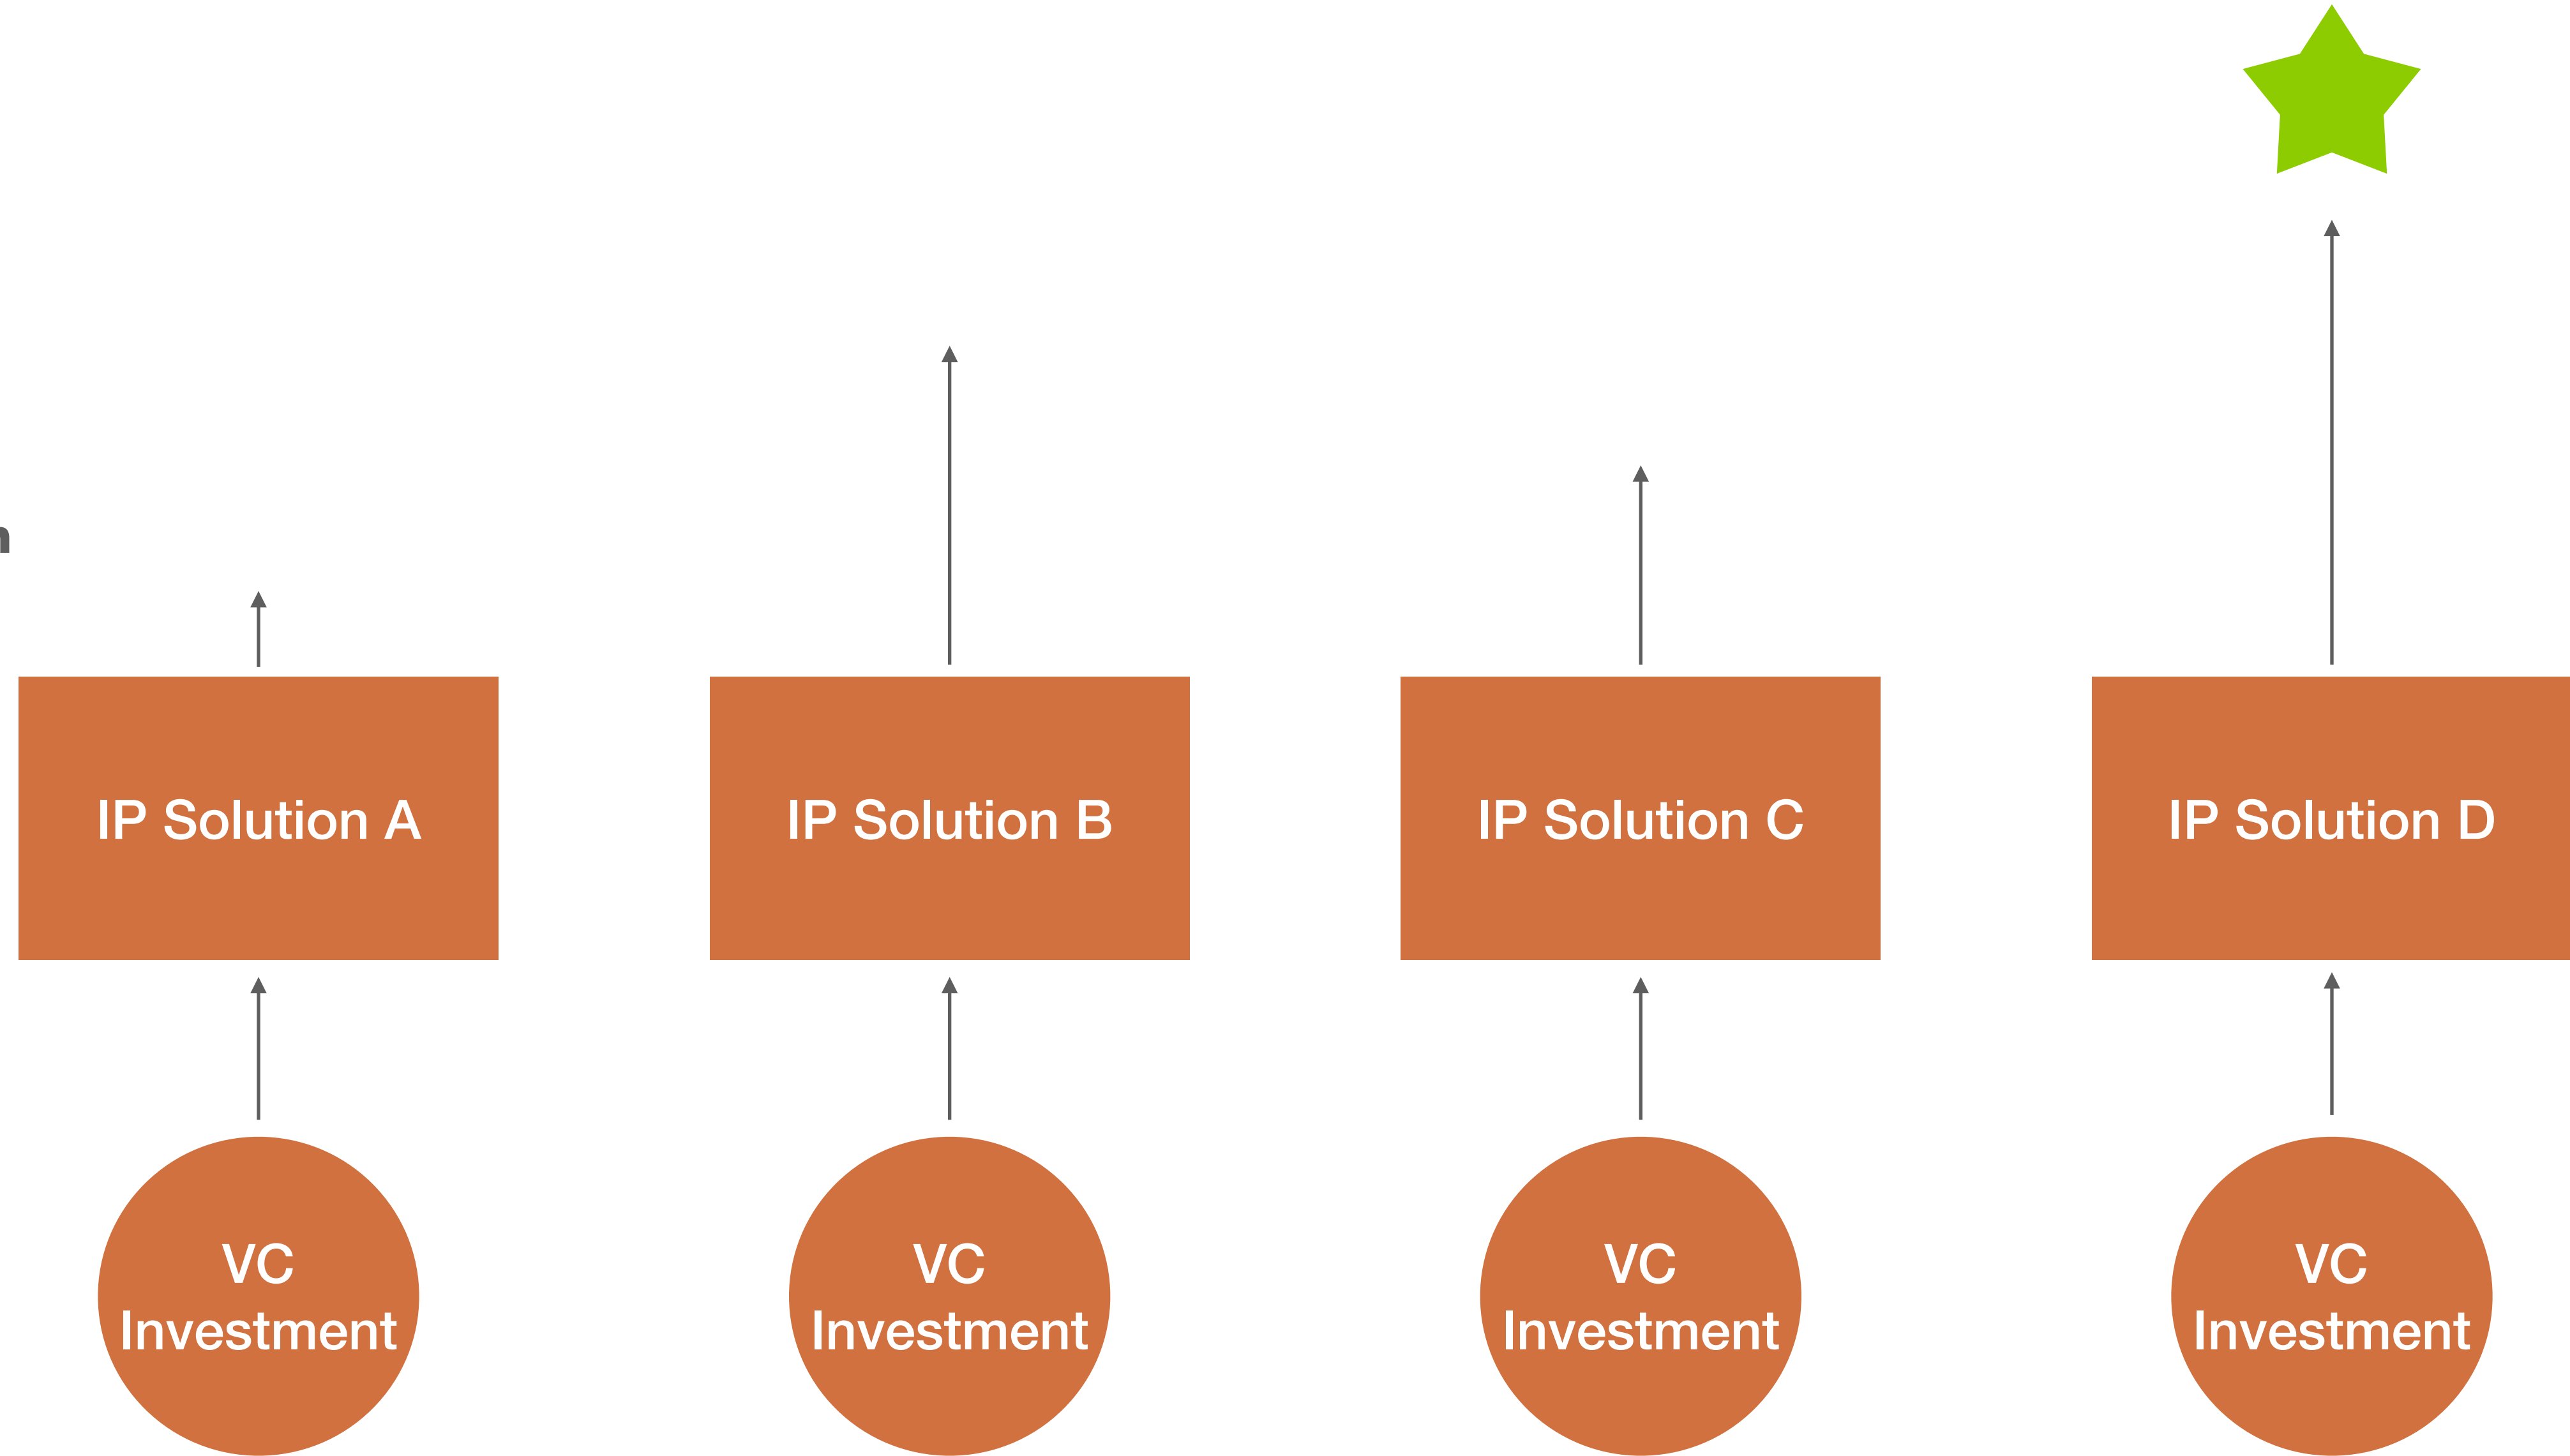 IP Solution A
IP Solution B
IP Solution C
IP Solution D
VC
Investment
VC
Investment
VC
Investment
VC
Investment